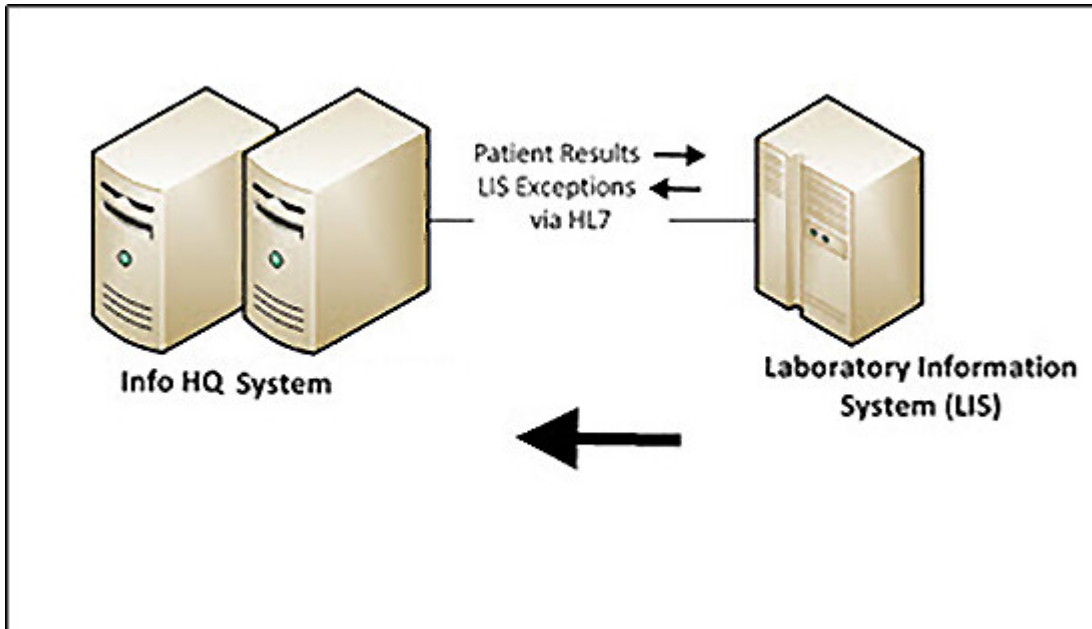 Patient Results
LIS Exceptions
via HL7
Info HQ System
Laboratory Information
System (LIS)